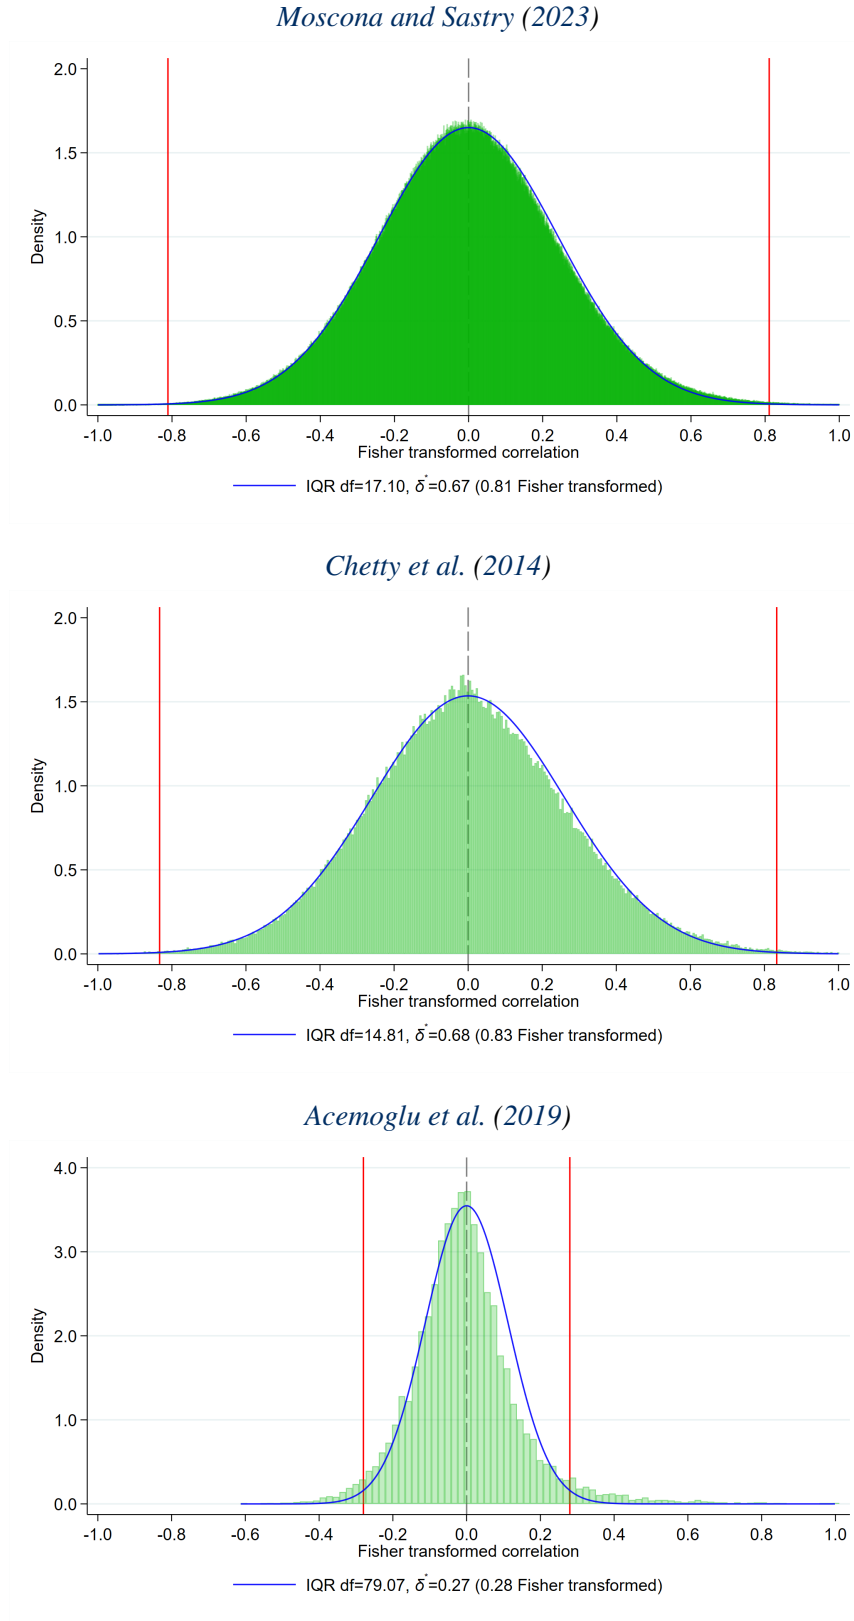 Moscona and Sastry (2023)
2.0
1.5
1.0
0.5
0.0
Density
-1.0 -0.8 -0.6 -0.4 -0.2 0.0 0.2 0.4 0.6 0.8 1.0
Fisher transformed correlation
IQR df=17.10, δ*=0.67 (0.81 Fisher transformed)
Chetty et al. (2014)
2.0
1.5
1.0
0.5
0.0
Density
-1.0 -0.8 -0.6 -0.4 -0.2 0.0 0.2 0.4 0.6 0.8 1.0
Fisher transformed correlation
IQR df=14.81, δ*=0.68 (0.83 Fisher transformed)
Acemoglu et al. (2019)
4.0
3.0
2.0
1.0
0.0
Density
-1.0 -0.8 -0.6 -0.4 -0.2 0.0 0.2 0.4 0.6 0.8 1.0
Fisher transformed correlation
IQR df=79.07, δ*=0.27 (0.28 Fisher transformed)